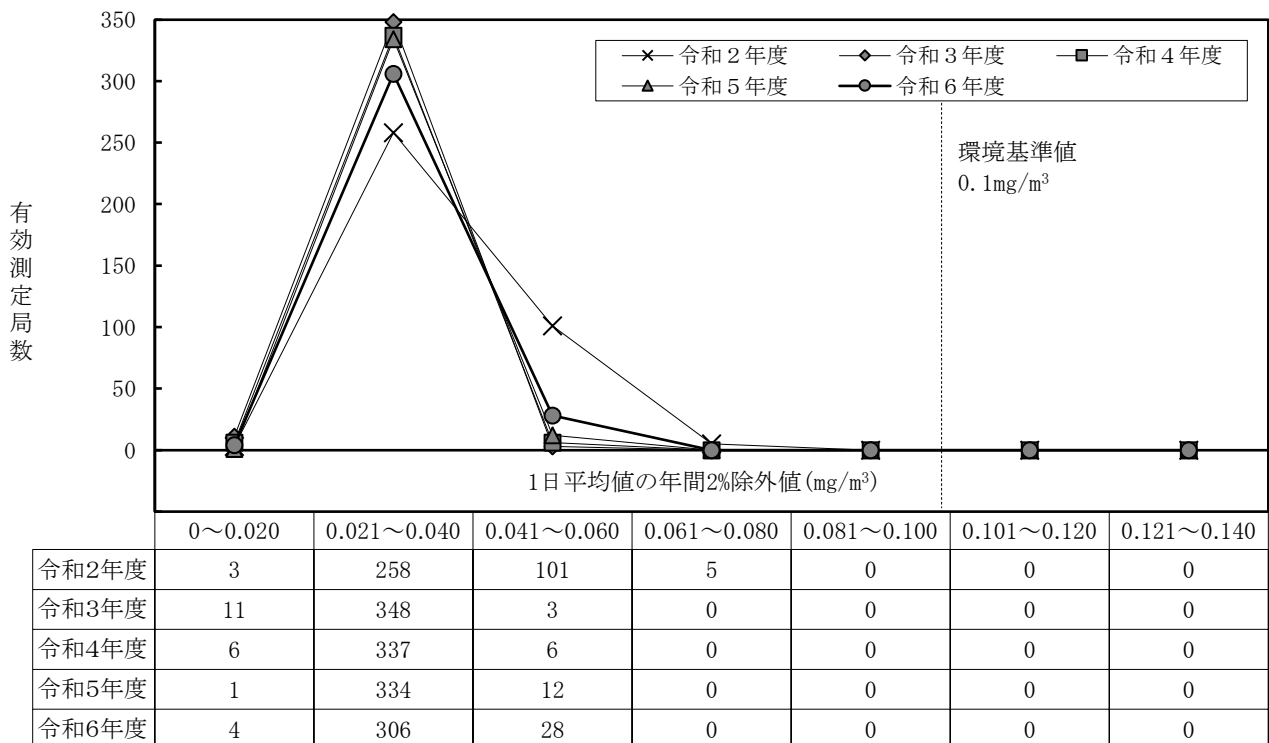 350
300
250
200
150
100
50
0
有効測定局数
令和２年度
令和３年度
令和４年度
令和５年度
令和６年度
環境基準値
0.1mg/m³
1日平均値の年間2%除外値(mg/m³)
0～0.020 0.021～0.040 0.041～0.060 0.061～0.080 0.081～0.100 0.101～0.120 0.121～0.140
令和2年度 3 258 101 5 0 0 0
令和3年度 11 348 3 0 0 0 0
令和4年度 6 337 6 0 0 0 0
令和5年度 1 334 12 0 0 0 0
令和6年度 4 306 28 0 0 0 0